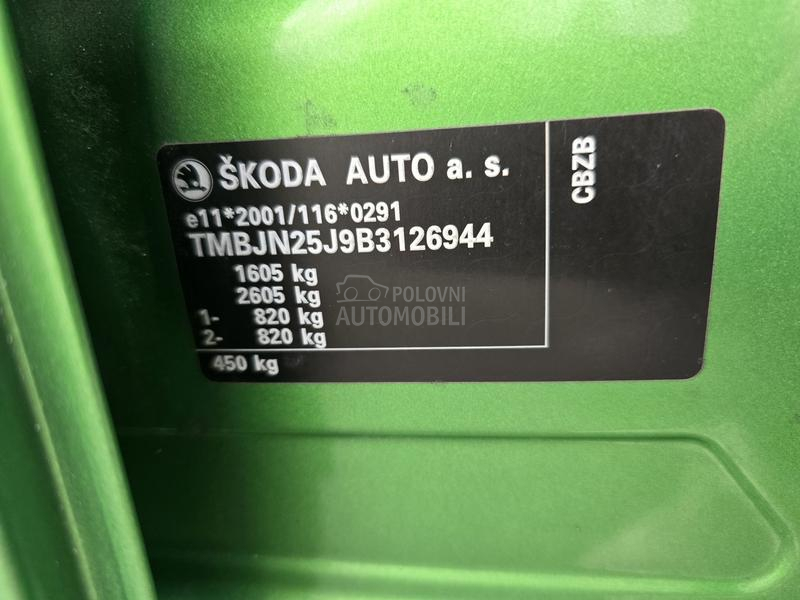 ŠKODA AUTO a. s.
CBZB
e11*2001/116*0291
TMBJN25J9B3126944
1605 kg
2605 kg
1- 820 kg
2- 820 kg
450 kg
POLOVNI
AUTOMOBILI